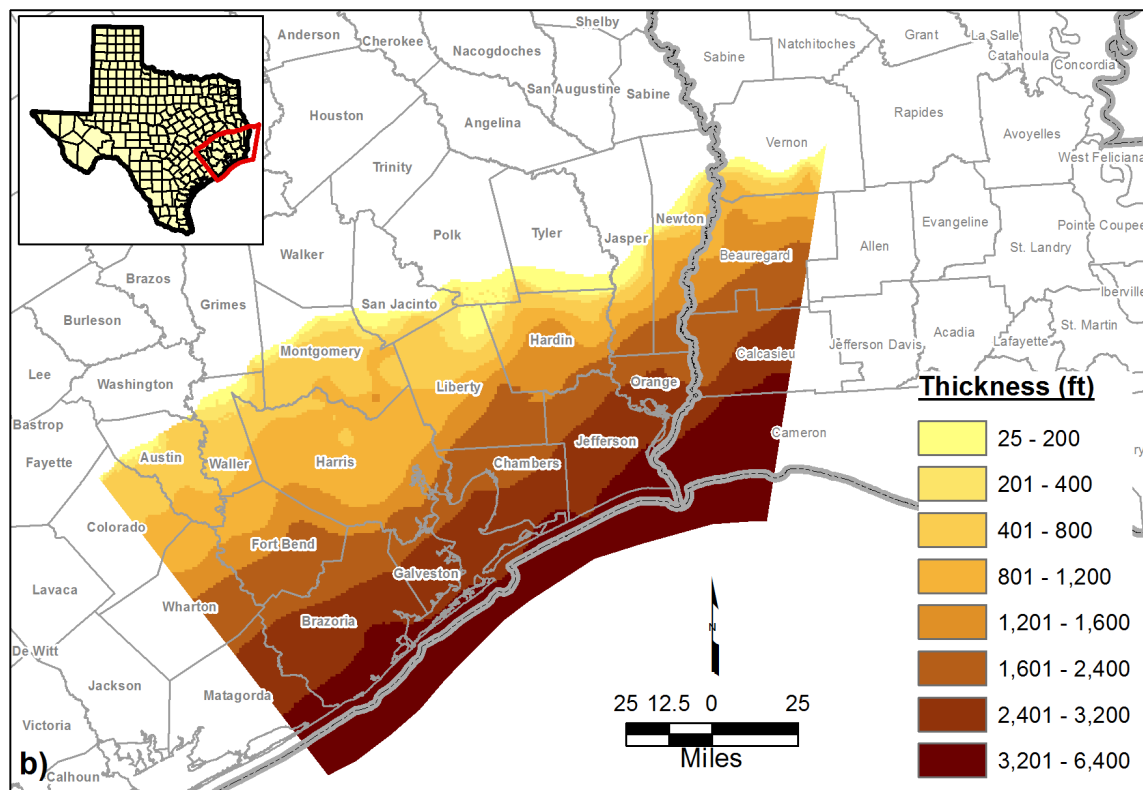 Shelby
Anderson
Cherokee
Nacogdoches
Sabine
Natchitoches
Grant
La Salle
Catahoula
Concordia
San Augustine
Sabine
Houston
Rapides
Angelina
Avoyelles
Vernon
West Feliciana
Trinity
Newton
Evangeline
Pointe Coupee
Polk
Tyler
Jasper
Allen
St. Landry
Walker
Beauregard
Brazos
Grimes
San Jacinto
Iberville
Burleson
St. Martin
Acadia
Lafayette
Jefferson Davis
Hardin
Montgomery
Calcasieu
Lee
Washington
Liberty
Orange
Thickness (ft)
Bastrop
25 - 200
Cameron
Jefferson
Austin
Waller
Harris
Chambers
Fayette
201 - 400
Colorado
401 - 800
Fort Bend
Galveston
801 - 1,200
Lavaca
Wharton
Brazoria
1,201 - 1,600
N
De Witt
1,601 - 2,400
Jackson
Matagorda
25 12.5 0 25
2,401 - 3,200
Victoria
Miles
b)
Calhoun
3,201 - 6,400